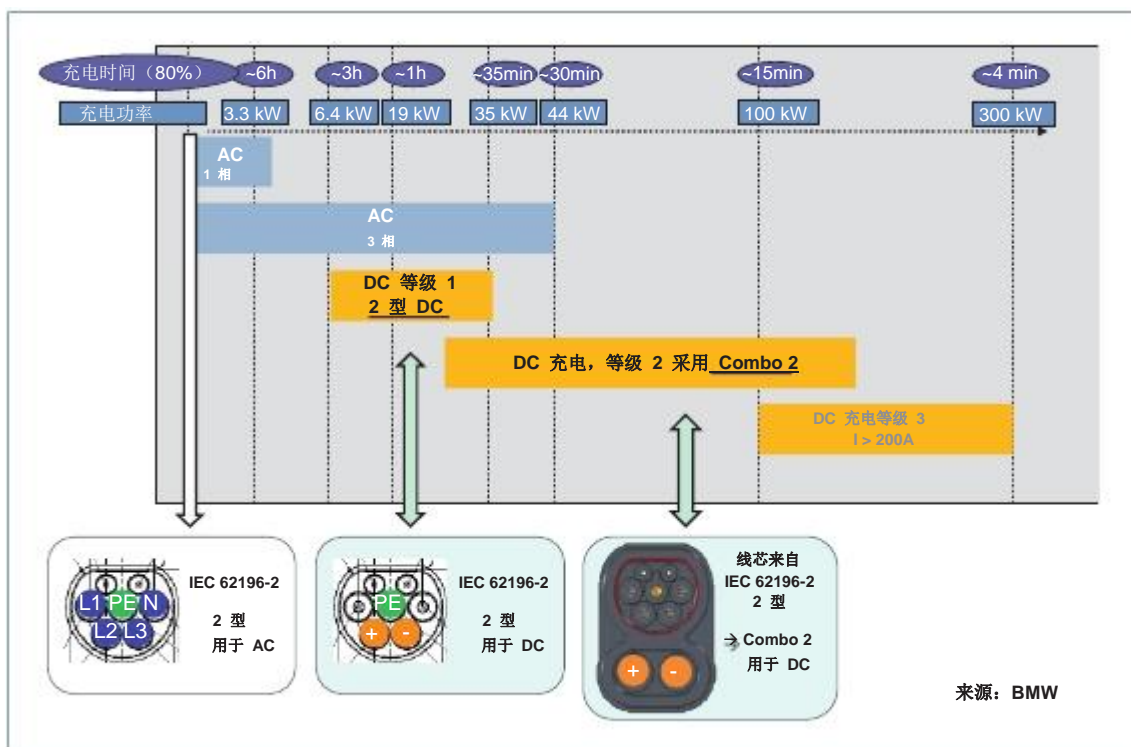 充电时间（80%） ~6h ~3h ~1h ~35min ~30min ~15min ~4 min
充电功率 3.3 kW 6.4 kW 19 kW 35 kW 44 kW 100 kW 300 kW
AC
1 相
AC
3 相
DC 等级 1
2 型 DC
DC 充电，等级 2 采用 Combo 2
DC 充电等级 3
I > 200A
L1 PE N
L2 L3
IEC 62196-2
2 型
用于 AC
PE
+ -
IEC 62196-2
2 型
用于 DC
+ -
线芯来自
IEC 62196-2
2 型
→ Combo 2
用于 DC
来源：BMW